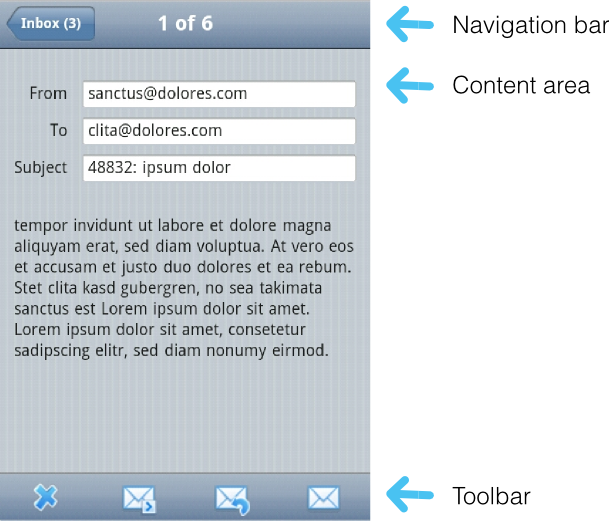 Inbox (3) 1 of 6 Navigation bar
Content area
From sanctus@dolores.com
To clita@dolores.com
Subject 48832: ipsum dolor
tempor invidunt ut labore et dolore magna
aliquyam erat, sed diam voluptua. At vero eos
et accusam et justo duo dolores et ea rebum.
Stet clita kasd gubergren, no sea takimata
sanctus est Lorem ipsum dolor sit amet.
Lorem ipsum dolor sit amet, consetetur
sadipscing elitr, sed diam nonumy eirmod.
Toolbar